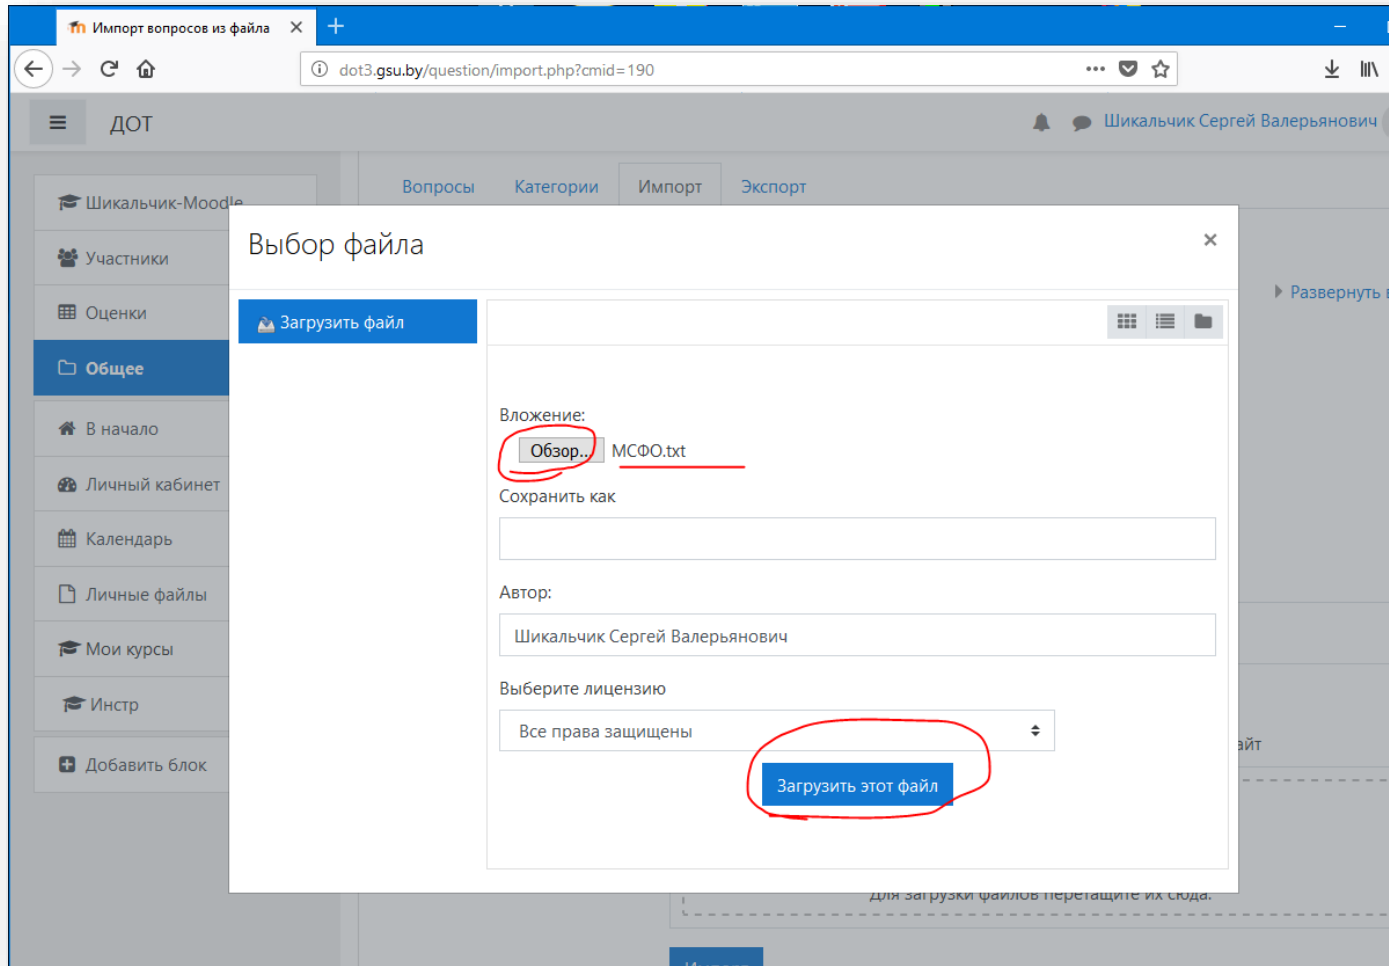 Импорт вопросов из файла
dot3.gsu.by/question/import.php?cmid=190
ДОТ
Шикальчик Сергей Валерьянович
Вопросы Категории Импорт Экспорт
Шикальчик-Moodle
Участники
Оценки
Общее
В начало
Личный кабинет
Календарь
Личные файлы
Мои курсы
Инстр
Добавить блок
Развернуть
Выбор файла
Загрузить файл
Вложение:
Обзор... МСФО.txt
Сохранить как
Автор:
Шикальчик Сергей Валерьянович
Выберите лицензию
Все права защищены
Загрузить этот файл
айт
Для загрузки файлов перетащите их сюда.
Импорт